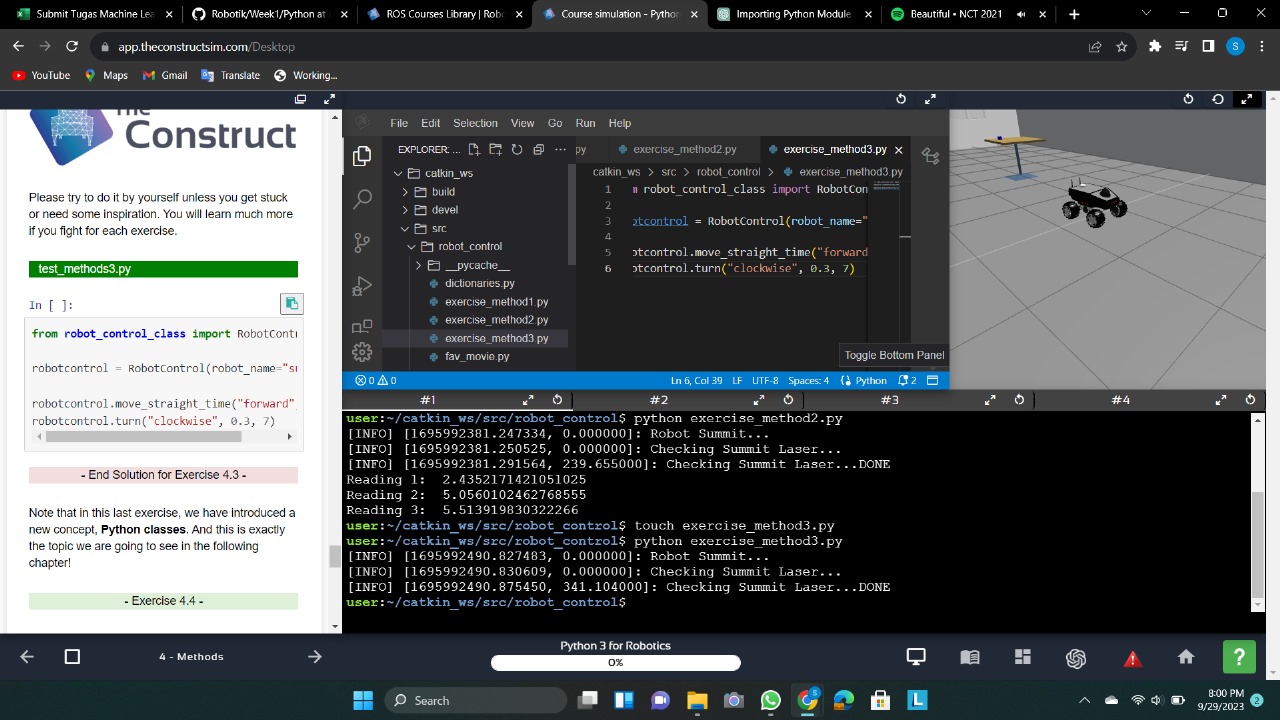 Submit Tugas Machine Lea
Robotik/Week1/Python at
ROS Courses Library | Rob
Course simulation - Python
Importing Python Module
Beautiful • NCT 2021
app.theconstructsim.com/Desktop
S
YouTube
Maps
Gmail
Translate
Working...
The
Construct
Please try to do it by yourself unless you get stuck
or need some inspiration. You will learn much more
if you fight for each exercise.
test_methods3.py
In [ ]:
from robot_control_class import RobotContr
robotcontrol = RobotControl(robot_name="su
robotcontrol.move_straight_time("forward",
robotcontrol.turn("clockwise", 0.3, 7)
- End Solution for Exercise 4.3 -
Note that in this last exercise, we have introduced a
new concept, Python classes. And this is exactly
the topic we are going to see in the following
chapter!
- Exercise 4.4 -
File Edit Selection View Go Run Help
EXPLORER: ...
catkin_ws
build
devel
src
robot_control
__pycache__
dictionaries.py
exercise_method1.py
exercise_method2.py
exercise_method3.py
fav_movie.py
py
exercise_method2.py
exercise_method3.py
catkin_ws > src > robot_control > exercise_method3.py
1 m robot_control_class import RobotCon
2
3 otcontrol = RobotControl(robot_name="
4
5 otcontrol.move_straight_time("forward
6 otcontrol.turn("clockwise", 0.3, 7)
Toggle Bottom Panel
0 0
Ln 6, Col 39 LF UTF-8 Spaces: 4 Python 2
#1
#2
#3
#4
user:~/catkin_ws/src/robot_control$ python exercise_method2.py
[INFO] [1695992381.247334, 0.000000]: Robot Summit...
[INFO] [1695992381.250525, 0.000000]: Checking Summit Laser...
[INFO] [1695992381.291564, 239.655000]: Checking Summit Laser...DONE
Reading 1: 2.4352171421051025
Reading 2: 5.0560102462768555
Reading 3: 5.513919830322266
user:~/catkin_ws/src/robot_control$ touch exercise_method3.py
user:~/catkin_ws/src/robot_control$ python exercise_method3.py
[INFO] [1695992490.827483, 0.000000]: Robot Summit...
[INFO] [1695992490.830609, 0.000000]: Checking Summit Laser...
[INFO] [1695992490.875450, 341.104000]: Checking Summit Laser...DONE
user:~/catkin_ws/src/robot_control$
4 - Methods
Python 3 for Robotics
0%
?
Search
8:00 PM
9/29/2023
2